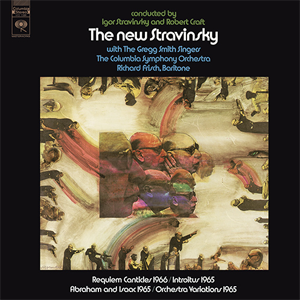 conducted by
Igor Stravinsky and Robert Craft
The new Stravinsky
with The Gregg Smith Singers
The Columbia Symphony Orchestra
Richard Frisch, Baritone
Requiem Canticles 1966/Introitus 1965
Abraham and Isaac 1965/Orchestra Variations 1965